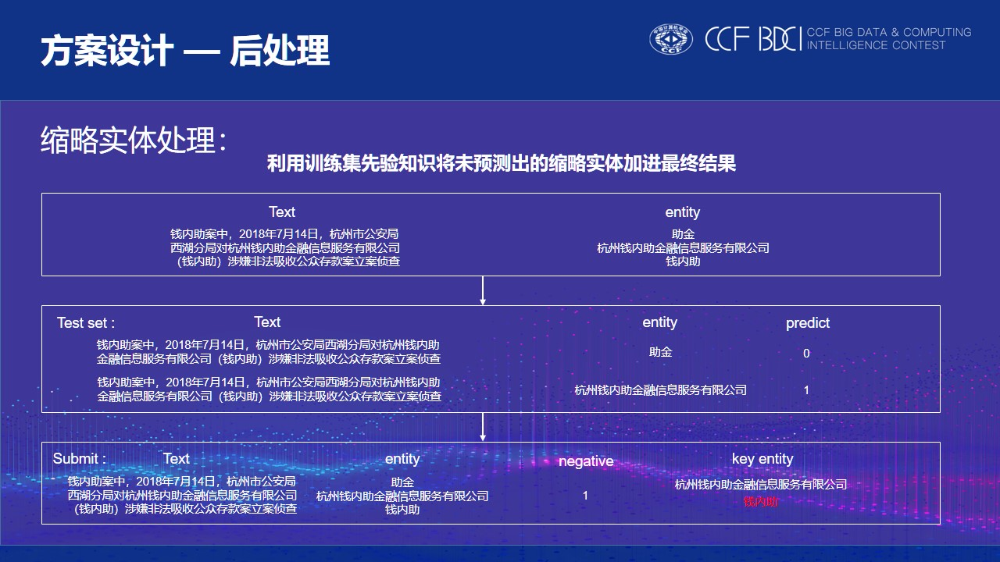 方案设计 — 后处理
CCF BDCI
CCF BIG DATA & COMPUTING
INTELLIGENCE CONTEST
缩略实体处理：
利用训练集先验知识将未预测出的缩略实体加进最终结果
Text
entity
钱内助案中，2018年7月14日，杭州市公安局
西湖分局对杭州钱内助金融信息服务有限公司
（钱内助）涉嫌非法吸收公众存款案立案侦查
助金
杭州钱内助金融信息服务有限公司
钱内助
Test set :
Text
entity
predict
钱内助案中，2018年7月14日，杭州市公安局西湖分局对杭州钱内助
金融信息服务有限公司（钱内助）涉嫌非法吸收公众存款案立案侦查
助金
0
钱内助案中，2018年7月14日，杭州市公安局西湖分局对杭州钱内助
金融信息服务有限公司（钱内助）涉嫌非法吸收公众存款案立案侦查
杭州钱内助金融信息服务有限公司
1
Submit :
Text
entity
negative
key entity
钱内助案中，2018年7月14日，杭州市公安局
西湖分局对杭州钱内助金融信息服务有限公司
（钱内助）涉嫌非法吸收公众存款案立案侦查
助金
杭州钱内助金融信息服务有限公司
钱内助
1
杭州钱内助金融信息服务有限公司
钱内助